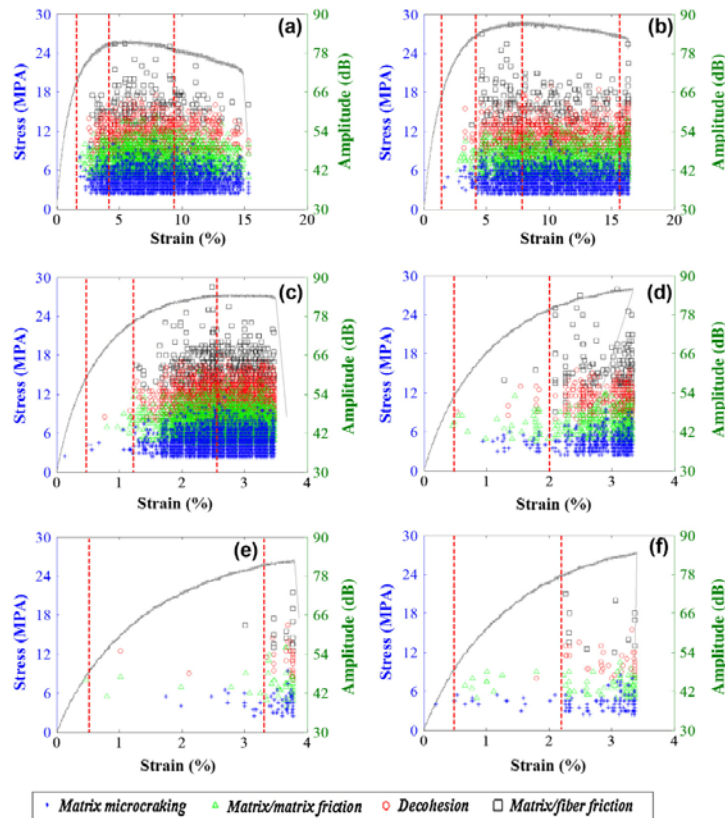 (a)
Stress (MPA)
30
24
18
12
6
0
0 5 10 15 20
Strain (%)
90
78
66
54
42
30
Amplitude (dB)
(b)
Stress (MPA)
30
24
18
12
6
0
0 5 10 15 20
Strain (%)
90
78
66
54
42
30
Amplitude (dB)
(c)
Stress (MPA)
30
24
18
12
6
0
0 1 2 3 4
Strain (%)
90
78
66
54
42
30
Amplitude (dB)
(d)
Stress (MPA)
30
24
18
12
6
0
0 1 2 3 4
Strain (%)
90
78
66
54
42
30
Amplitude (dB)
(e)
Stress (MPA)
30
24
18
12
6
0
0 1 2 3 4
Strain (%)
90
78
66
54
42
30
Amplitude (dB)
(f)
Stress (MPA)
30
24
18
12
6
0
0 1 2 3 4
Strain (%)
90
78
66
54
42
30
Amplitude (dB)
Matrix microcraking Matrix/matrix friction Decohesion Matrix/fiber friction